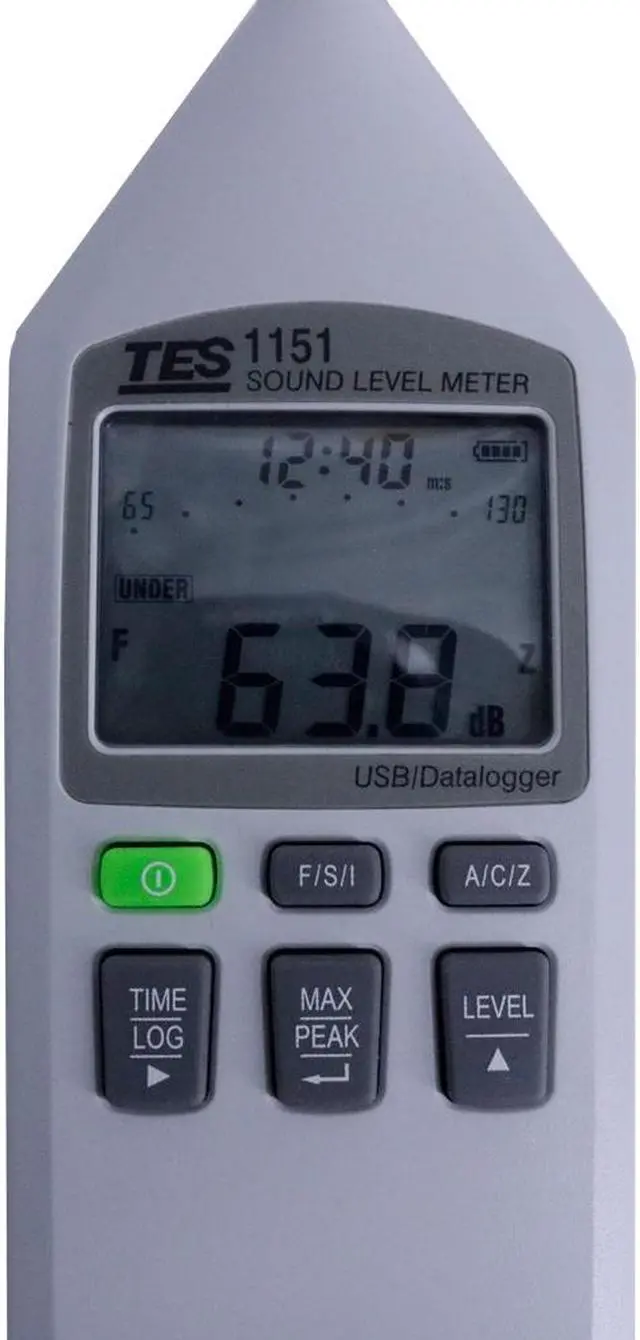 TES 1151
SOUND LEVEL METER
12:40 m:s
65 130
UNDER
F 63.8 dB Z
USB/Datalogger
F/S/I A/C/Z
TIME MAX LEVEL
LOG PEAK